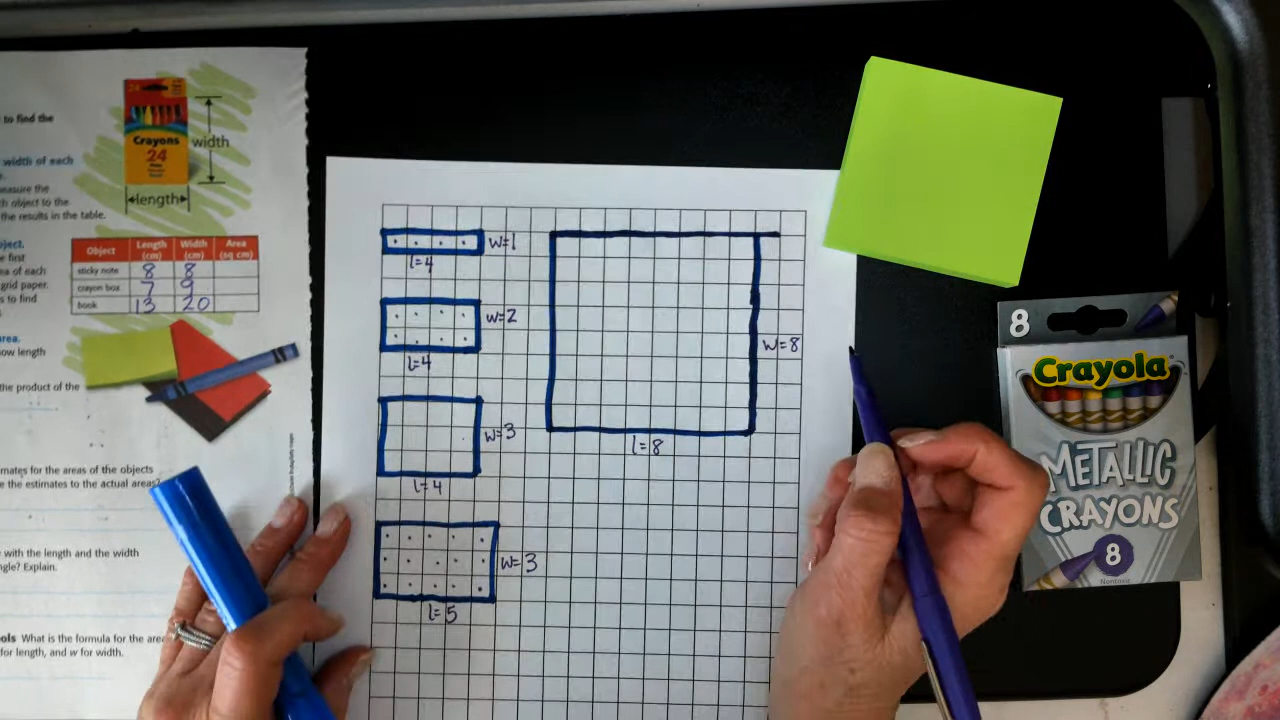 to find the
width of each
measure the
h object to the
the results in the table.
24
Crayons
24
width
length
bject.
first
ea of each
grid paper.
s to find
Object Length (cm) Width (cm) Area (sq cm)
sticky note 8 8
crayon box 7 9
book 13 20
area.
ow length
the product of the
mates for the areas of the objects
e the estimates to the actual areas?
with the length and the width
ngle? Explain.
ols What is the formula for the area
for length, and w for width.
w=1
l=4
w=2
l=4
w=3
l=4
w=3
l=5
w=8
l=8
8
Crayola
METALLIC
CRAYONS
8
Nontoxic